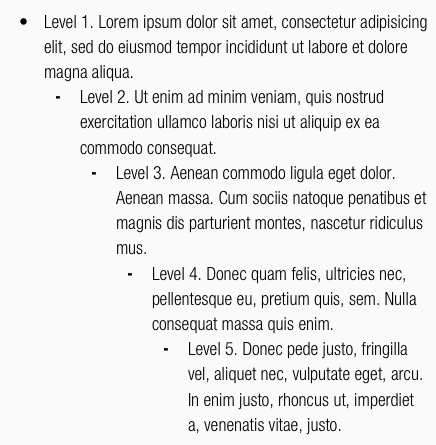 • Level 1. Lorem ipsum dolor sit amet, consectetur adipisicing
elit, sed do eiusmod tempor incididunt ut labore et dolore
magna aliqua.
- Level 2. Ut enim ad minim veniam, quis nostrud
exercitation ullamco laboris nisi ut aliquip ex ea
commodo consequat.
- Level 3. Aenean commodo ligula eget dolor.
Aenean massa. Cum sociis natoque penatibus et
magnis dis parturient montes, nascetur ridiculus
mus.
- Level 4. Donec quam felis, ultricies nec,
pellentesque eu, pretium quis, sem. Nulla
consequat massa quis enim.
- Level 5. Donec pede justo, fringilla
vel, aliquet nec, vulputate eget, arcu.
In enim justo, rhoncus ut, imperdiet
a, venenatis vitae, justo.